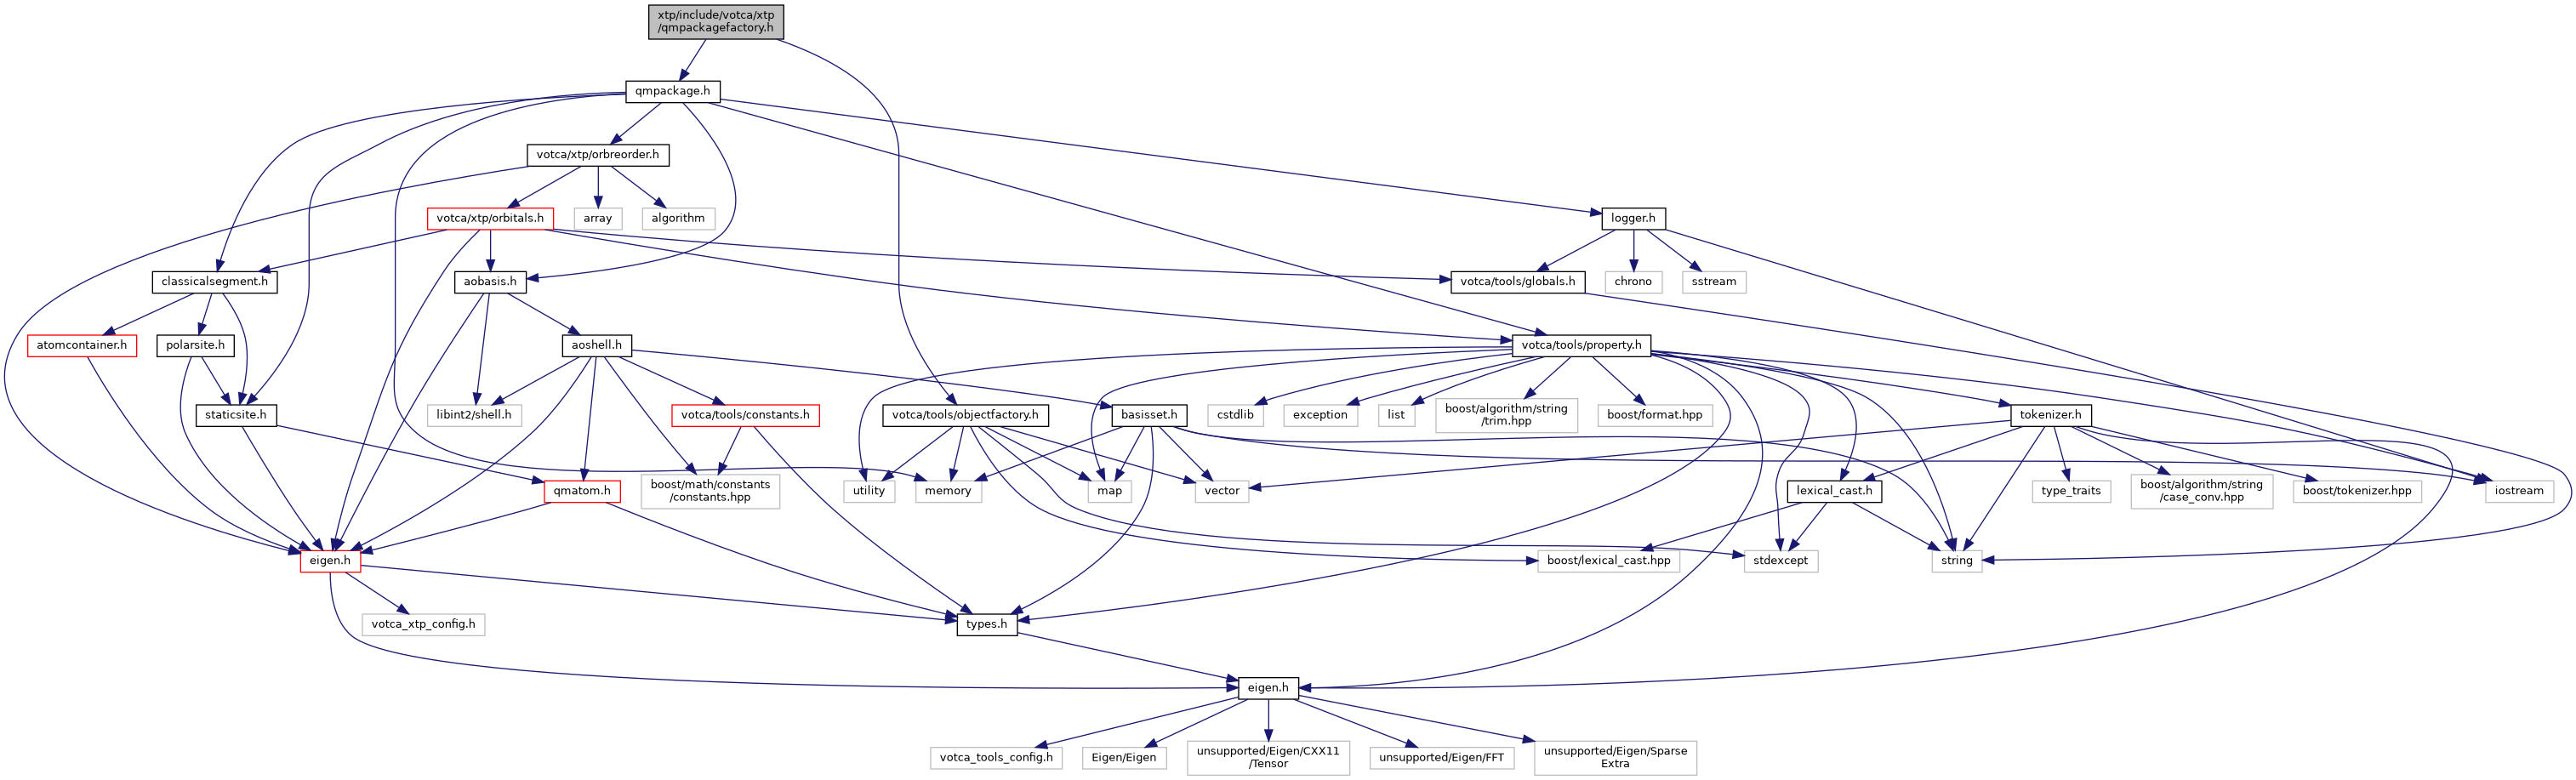 xtp/include/votca/xtp
/qmpackagefactory.h
qmpackage.h
votca/xtp/orbreorder.h
votca/xtp/orbitals.h
array
algorithm
logger.h
classicalsegment.h
aobasis.h
votca/tools/globals.h
chrono
sstream
atomcontainer.h
polarsite.h
aoshell.h
votca/tools/property.h
staticsite.h
libint2/shell.h
votca/tools/constants.h
votca/tools/objectfactory.h
basisset.h
cstdlib
exception
list
boost/algorithm/string
/trim.hpp
boost/format.hpp
tokenizer.h
qmatom.h
boost/math/constants
/constants.hpp
utility
memory
map
vector
lexical_cast.h
type_traits
boost/algorithm/string
/case_conv.hpp
boost/tokenizer.hpp
iostream
eigen.h
boost/lexical_cast.hpp
stdexcept
string
votca_xtp_config.h
types.h
eigen.h
votca_tools_config.h
Eigen/Eigen
unsupported/Eigen/CXX11
/Tensor
unsupported/Eigen/FFT
unsupported/Eigen/Sparse
Extra